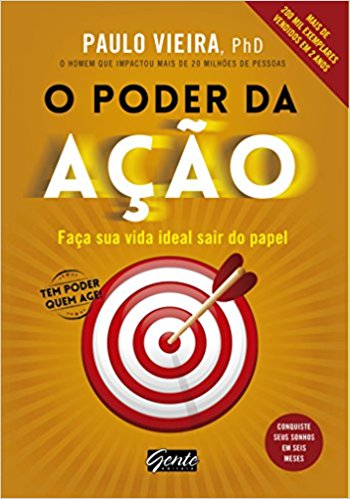 PAULO VIEIRA, PhD
O HOMEM QUE IMPACTOU MAIS DE 20 MILHÕES DE PESSOAS
MAIS DE
200 MIL EXEMPLARES
VENDIDOS EM 2 ANOS
O PODER DA
AÇÃO
Faça sua vida ideal sair do papel
TEM PODER
QUEM AGE!
CONQUISTE
SEUS SONHOS
EM SEIS
MESES
Gente
editora